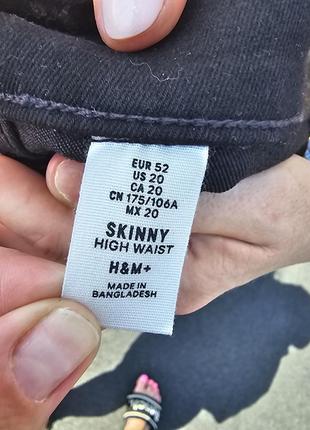 EUR 52
US 20
CA 20
CN 175/106A
MX 20
SKINNY
HIGH WAIST
H&M+
MADE IN
BANGLADESH